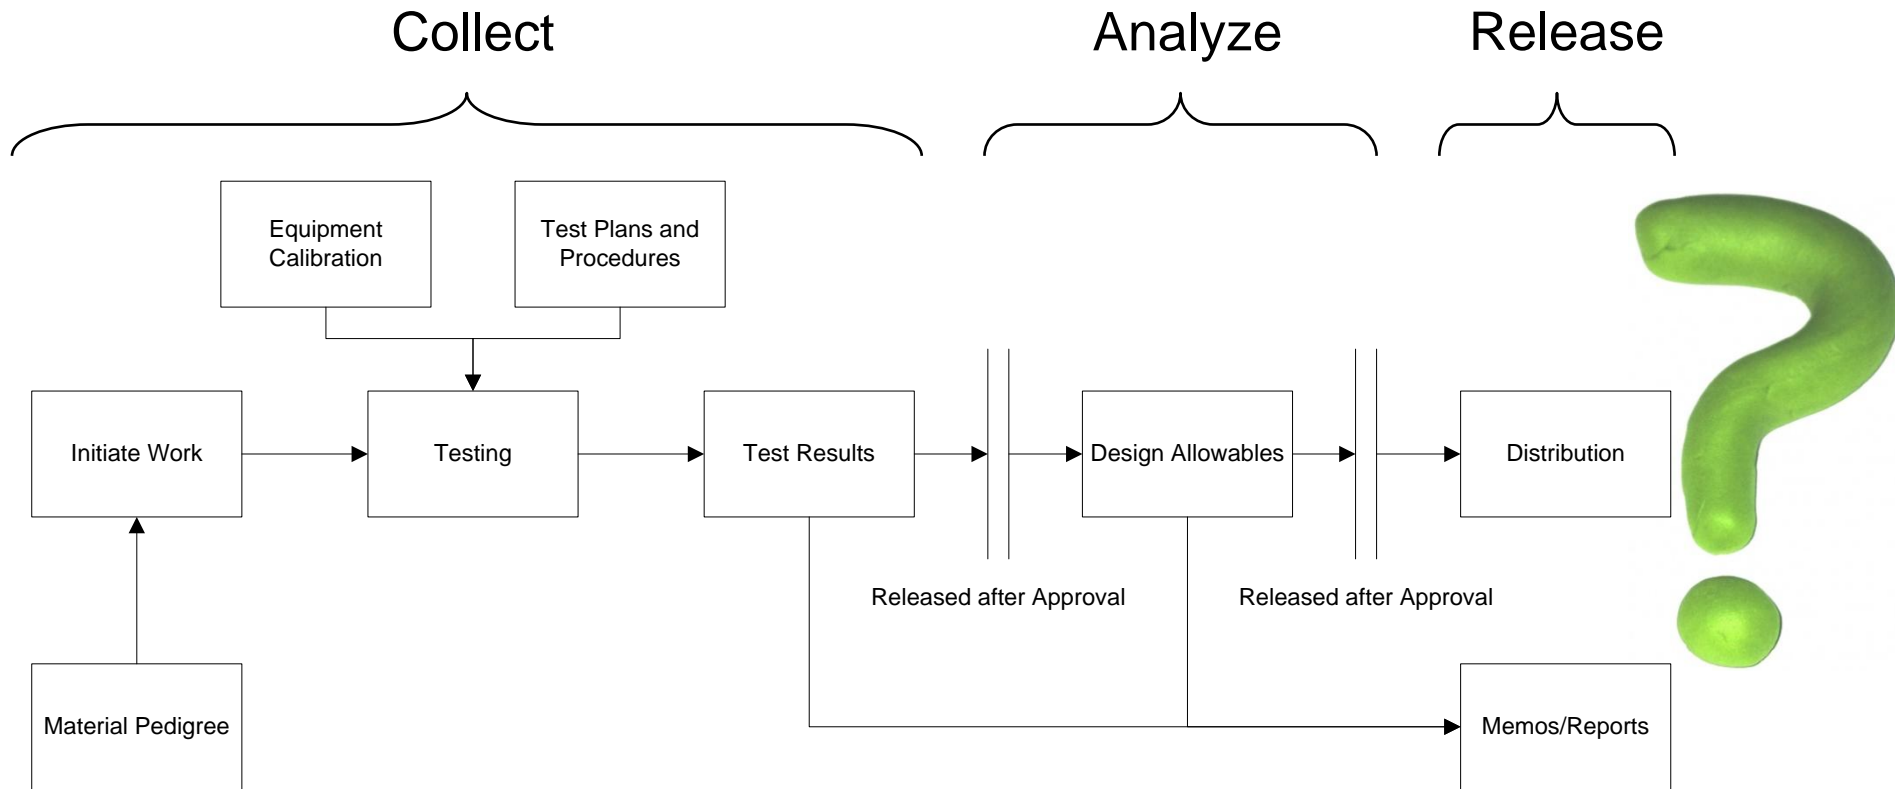 Collect
Analyze
Release
Equipment
Calibration
Test Plans and
Procedures
Initiate Work
Testing
Test Results
Design Allowables
Distribution
Released after Approval
Released after Approval
Material Pedigree
Memos/Reports
?